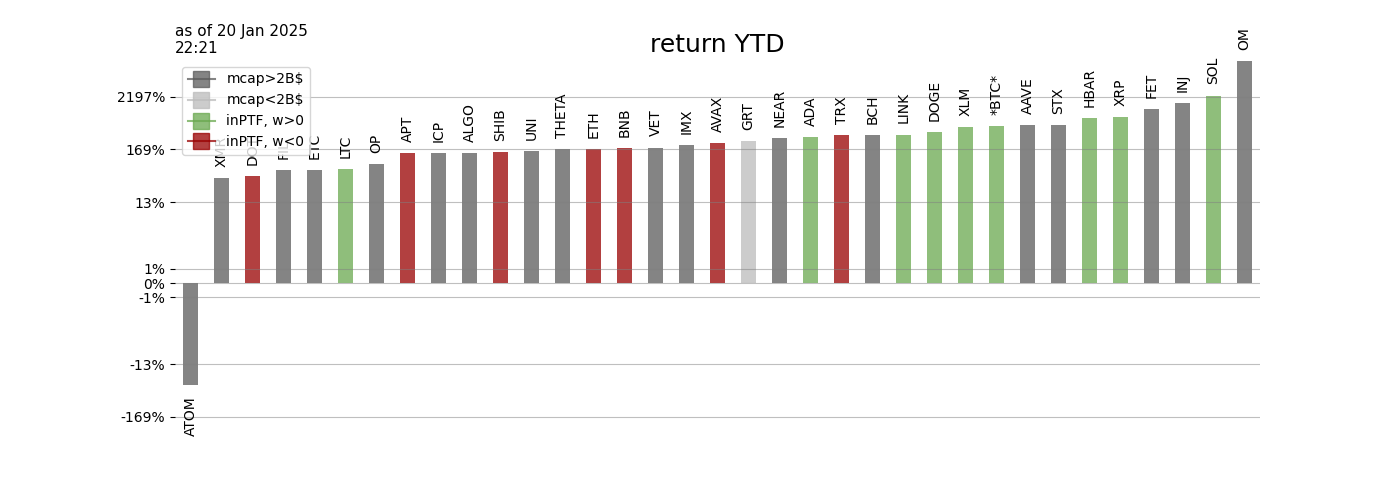 as of 20 Jan 2025
22:21
return YTD
mcap>2B$
mcap<2B$
inPTF, w>0
inPTF, w<0
2197%
169%
13%
1%
0%
-1%
-13%
-169%
ATOM
XMR
ETC
LTC
OP
APT
ICP
ALGO
SHIB
UNI
THETA
ETH
BNB
VET
IMX
AVAX
GRT
NEAR
ADA
TRX
BCH
LINK
DOGE
XLM
*BTC*
AAVE
STX
HBAR
XRP
FET
INJ
SOL
OM